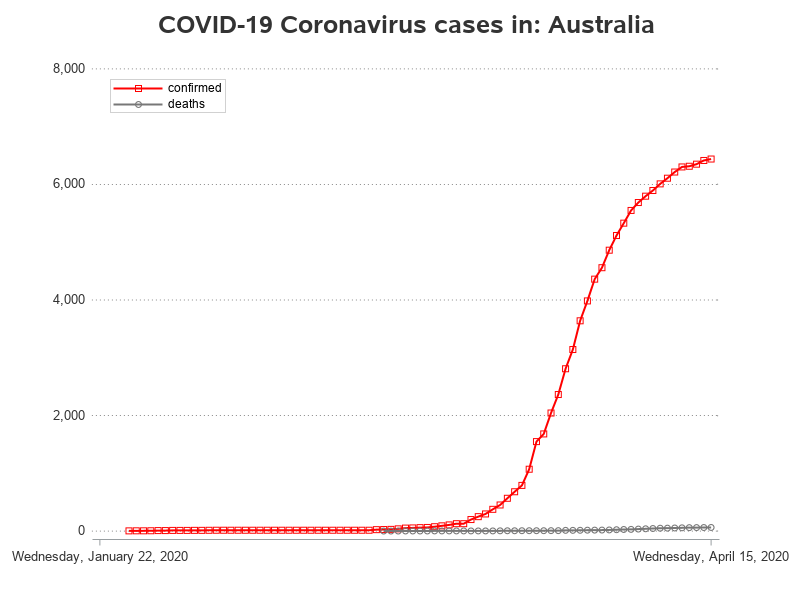 COVID-19 Coronavirus cases in: Australia
8,000
confirmed
deaths
6,000
4,000
2,000
0
Wednesday, January 22, 2020 Wednesday, April 15, 2020